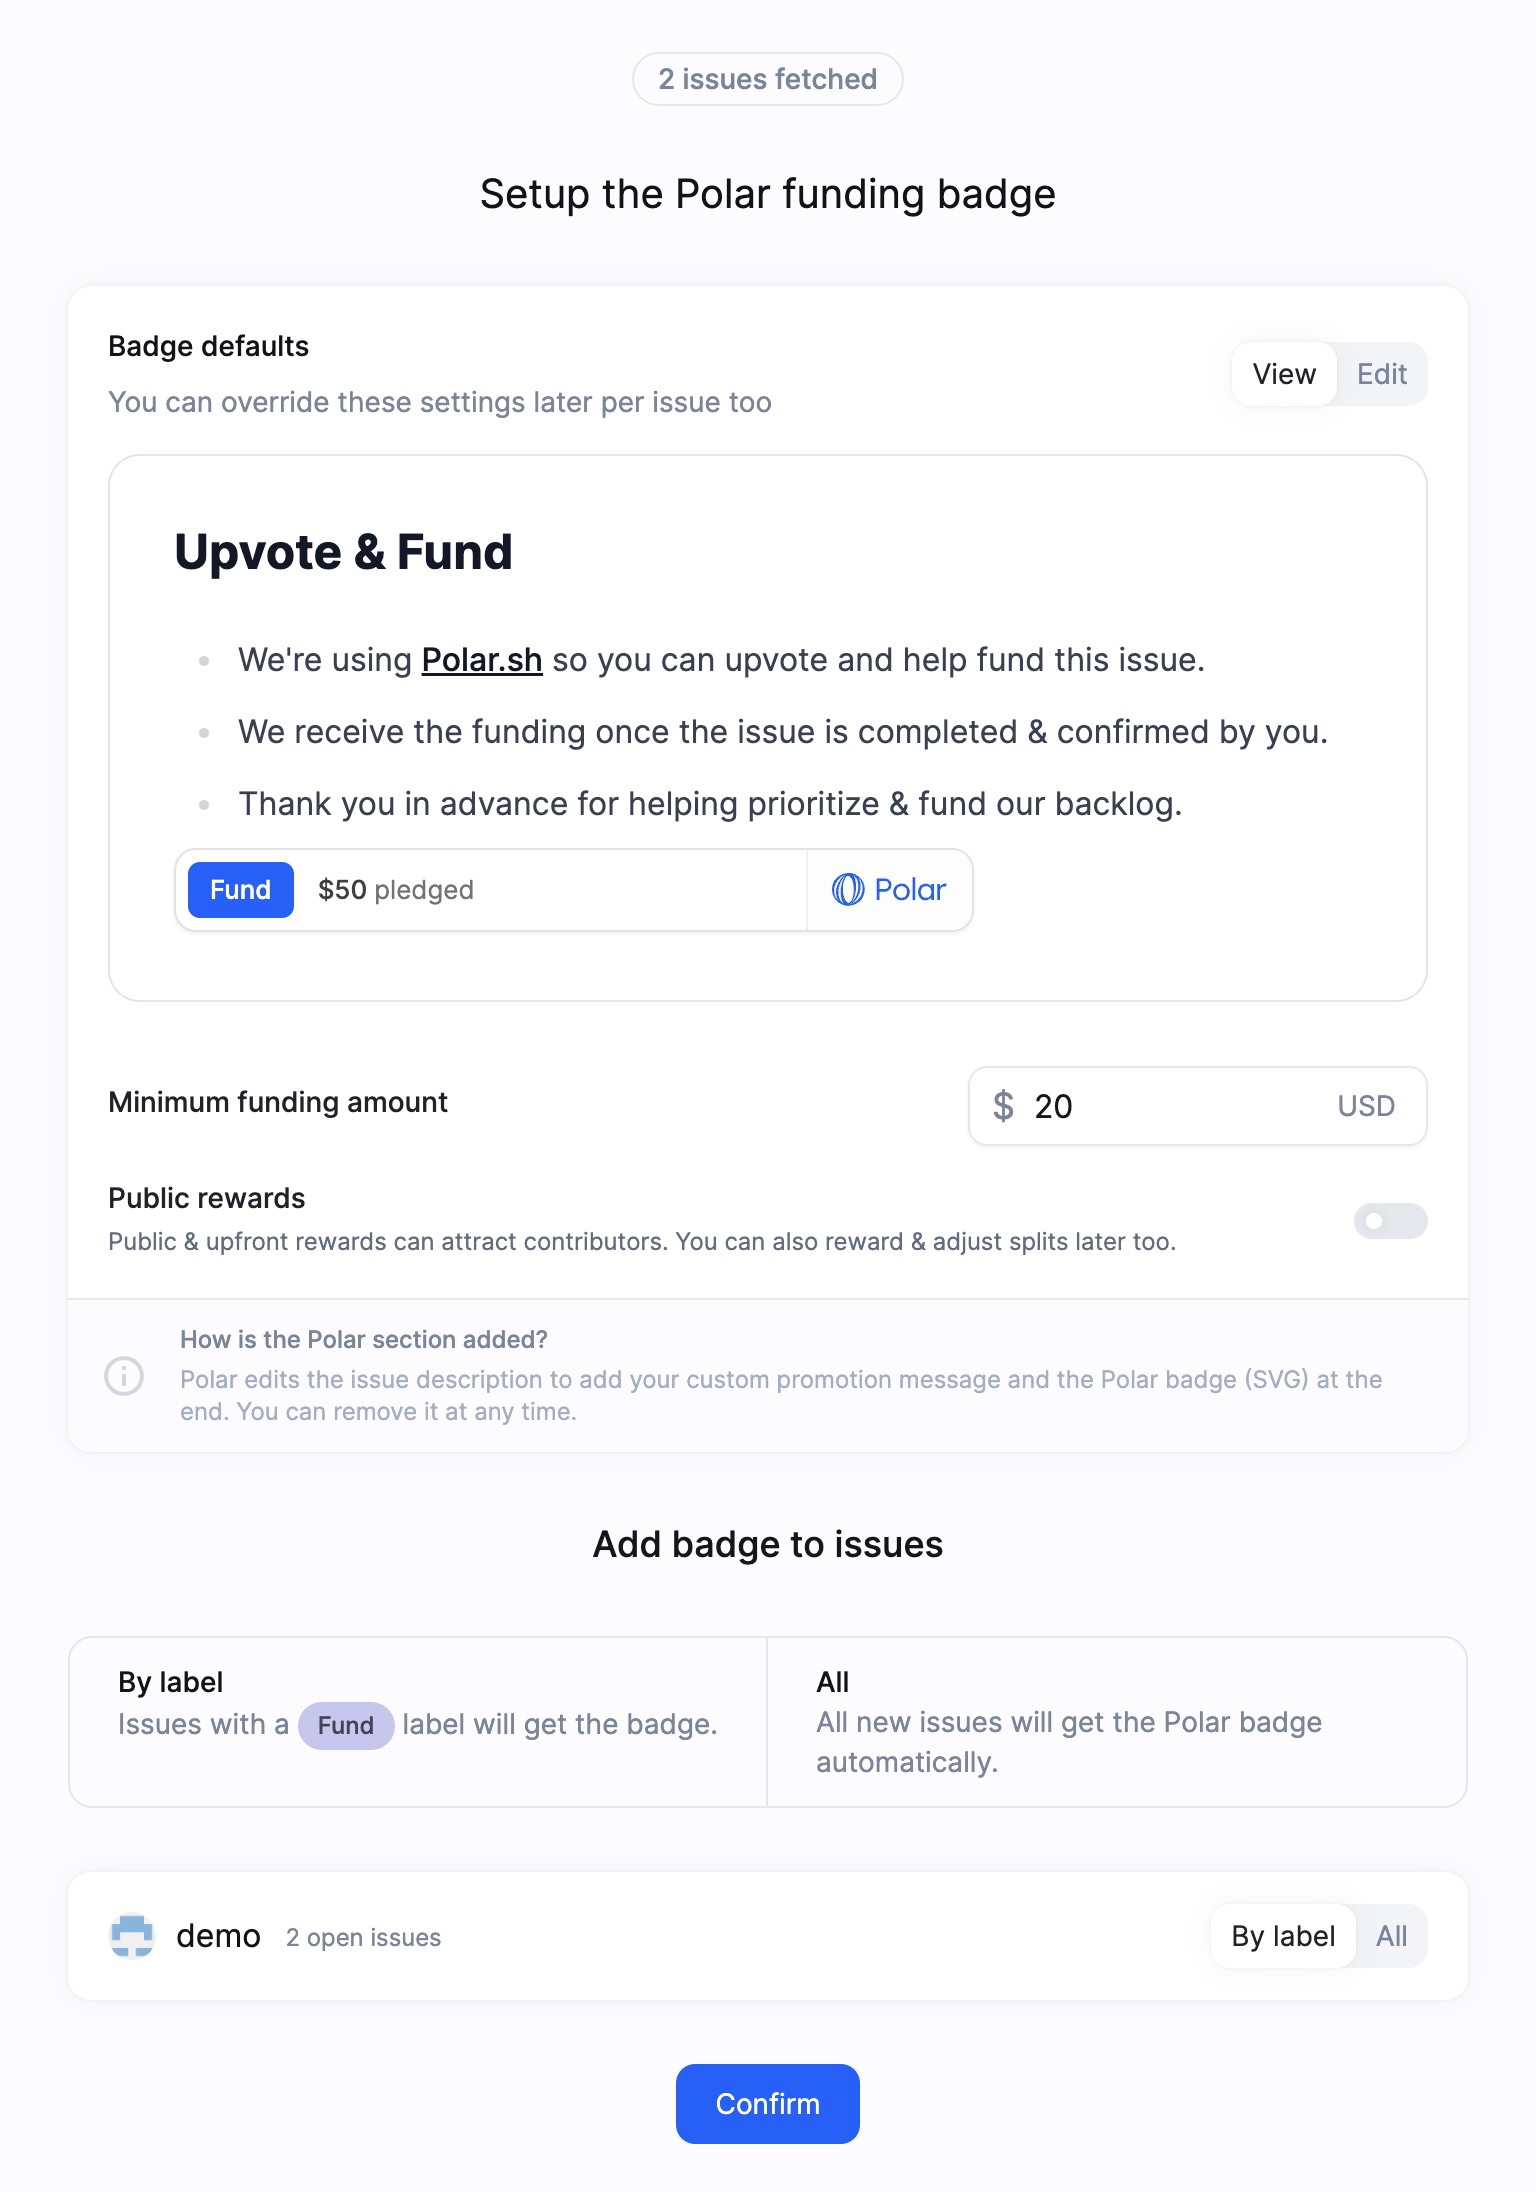 2 issues fetched
Setup the Polar funding badge
Badge defaults
You can override these settings later per issue too
View Edit
Upvote & Fund
We're using Polar.sh so you can upvote and help fund this issue.
We receive the funding once the issue is completed & confirmed by you.
Thank you in advance for helping prioritize & fund our backlog.
Fund $50 pledged Polar
Minimum funding amount
$ 20 USD
Public rewards
Public & upfront rewards can attract contributors. You can also reward & adjust splits later too.
How is the Polar section added?
Polar edits the issue description to add your custom promotion message and the Polar badge (SVG) at the
end. You can remove it at any time.
Add badge to issues
By label
Issues with a Fund label will get the badge.
All
All new issues will get the Polar badge
automatically.
demo 2 open issues
By label All
Confirm